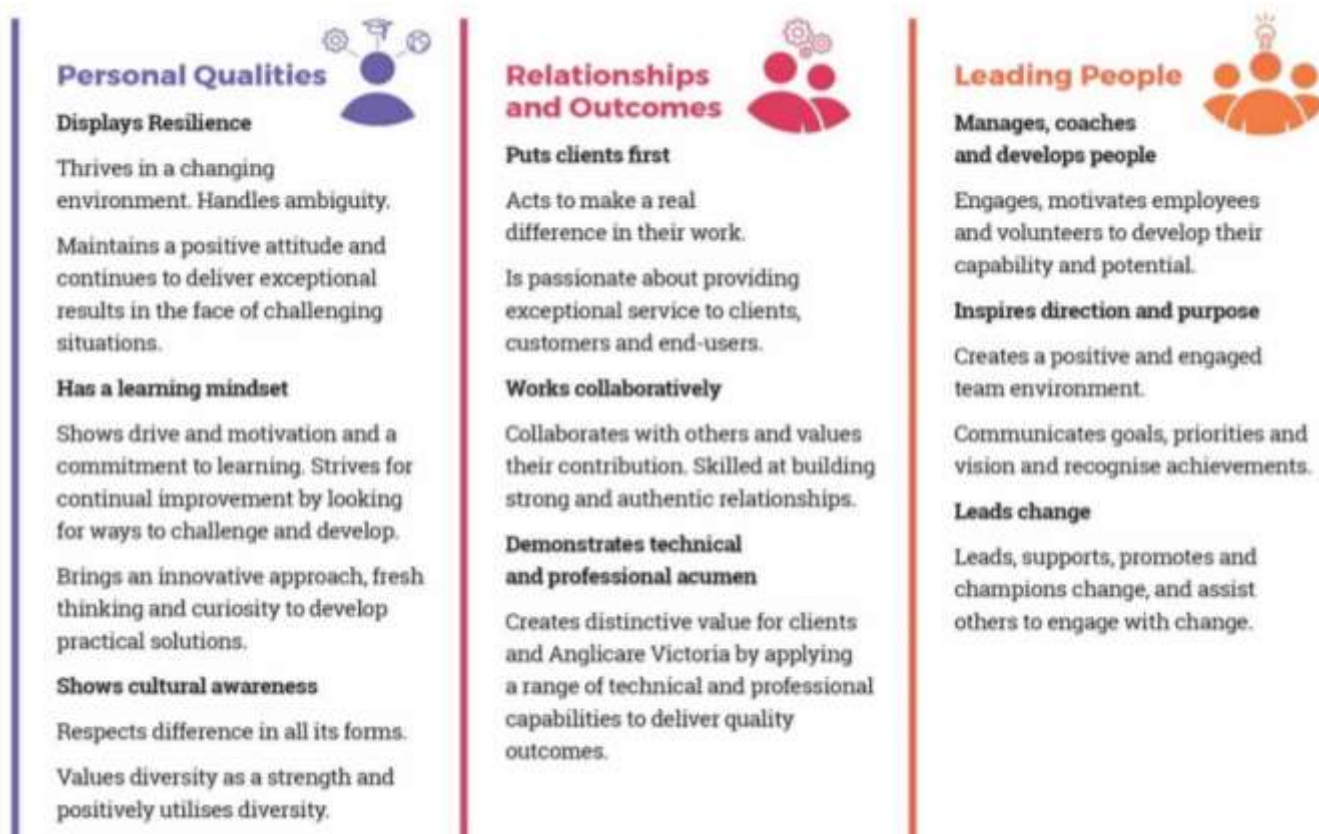 Personal Qualities
Displays Resilience
Thrives in a changing
environment. Handles ambiguity.
Maintains a positive attitude and
continues to deliver exceptional
results in the face of challenging
situations.
Has a learning mindset
Shows drive and motivation and a
commitment to learning. Strives for
continual improvement by looking
for ways to challenge and develop.
Brings an innovative approach, fresh
thinking and curiosity to develop
practical solutions.
Shows cultural awareness
Respects difference in all its forms.
Values diversity as a strength and
positively utilises diversity.
Relationships
and Outcomes
Puts clients first
Acts to make a real
difference in their work.
Is passionate about providing
exceptional service to clients,
customers and end-users.
Works collaboratively
Collaborates with others and values
their contribution. Skilled at building
strong and authentic relationships.
Demonstrates technical
and professional acumen
Creates distinctive value for clients
and Anglicare Victoria by applying
a range of technical and professional
capabilities to deliver quality
outcomes.
Leading People
Manages, coaches
and develops people
Engages, motivates employees
and volunteers to develop their
capability and potential.
Inspires direction and purpose
Creates a positive and engaged
team environment.
Communicates goals, priorities and
vision and recognise achievements.
Leads change
Leads, supports, promotes and
champions change, and assist
others to engage with change.